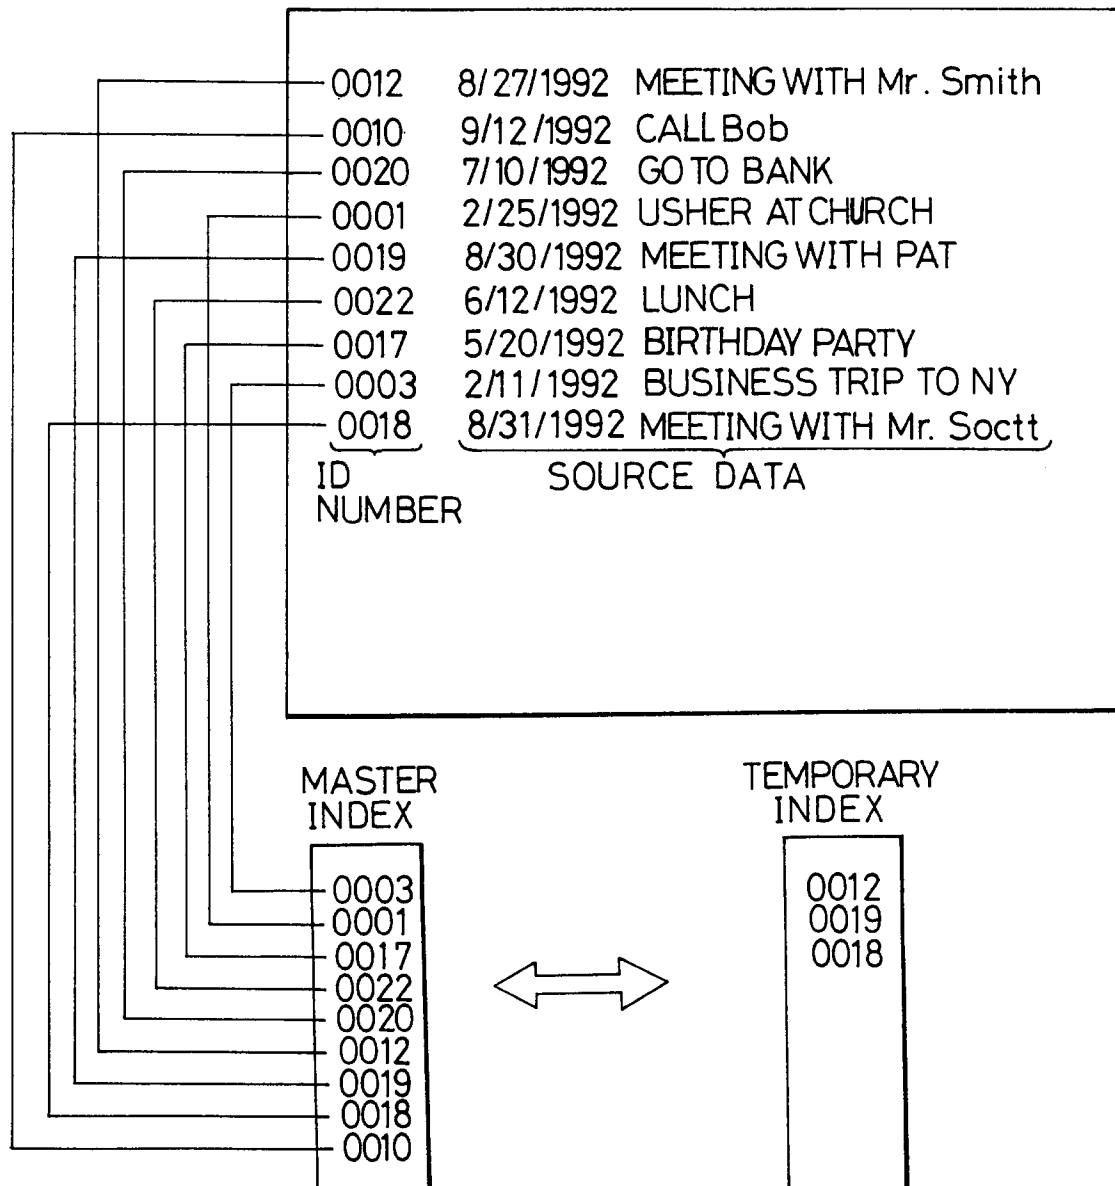 0012 8/27/1992 MEETING WITH Mr. Smith
0010 9/12/1992 CALL Bob
0020 7/10/1992 GO TO BANK
0001 2/25/1992 USHER AT CHURCH
0019 8/30/1992 MEETING WITH PAT
0022 6/12/1992 LUNCH
0017 5/20/1992 BIRTHDAY PARTY
0003 2/11/1992 BUSINESS TRIP TO NY
0018 8/31/1992 MEETING WITH Mr. Soctt
ID
NUMBER
SOURCE DATA
MASTER
INDEX
0003
0001
0017
0022
0020
0012
0019
0018
0010
TEMPORARY
INDEX
0012
0019
0018